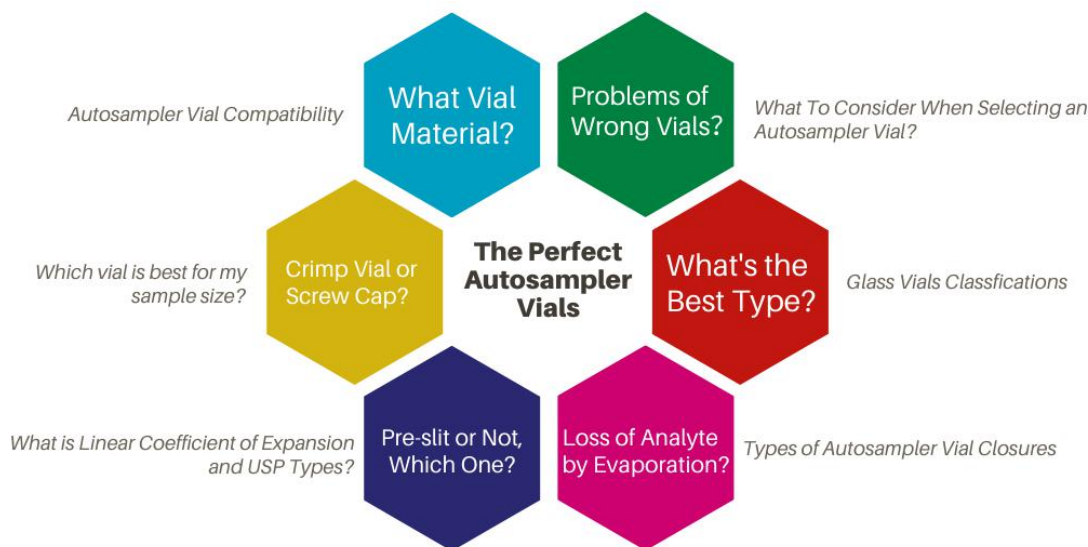 What Vial
Material?
Problems of
Wrong Vials?
Autosampler Vial Compatibility
What To Consider When Selecting an
Autosampler Vial?
Which vial is best for my
sample size?
Crimp Vial or
Screw Cap?
The Perfect
Autosampler
Vials
What's the
Best Type?
Glass Vials Classfications
What is Linear Coefficient of Expansion
and USP Types?
Pre-slit or Not,
Which One?
Loss of Analyte
by Evaporation?
Types of Autosampler Vial Closures